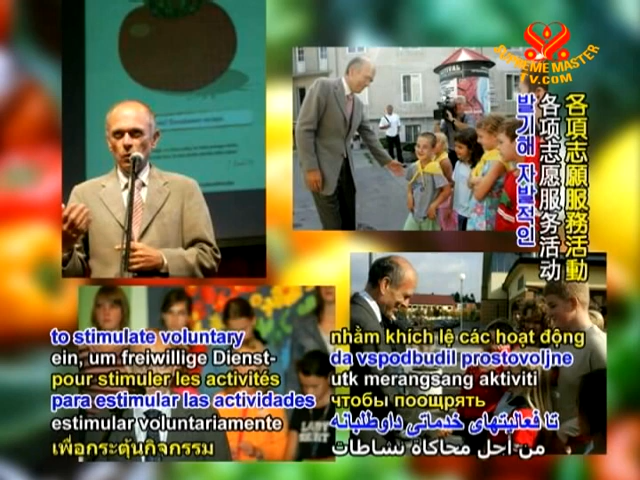 SUPREME MASTER
TV.COM
各項志願服務活動
各项志愿服务活动
발기해 자발적인
to stimulate voluntary
ein, um freiwillige Dienst-
pour stimuler les activités
para estimular las actividades
estimular voluntariamente
เพื่อกระตุ้นกิจกรรม
nhằm khích lệ các hoạt động
da vspodbudil prostovoljne
utk merangsang aktiviti
чтобы поощрять
تا فعالیتهای خدماتی داوطلبانه
من أجل محاكاة نشاطات